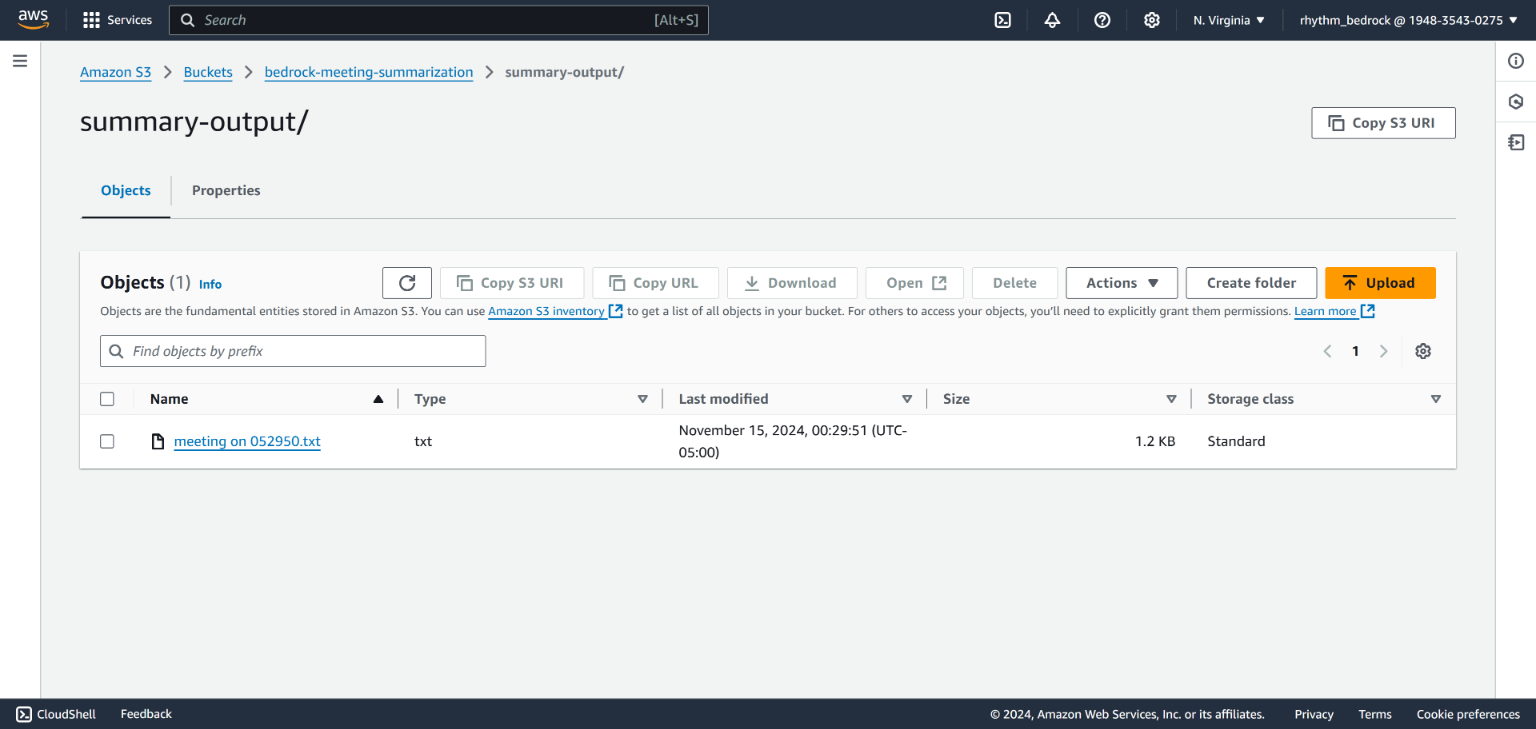 aws Services Search [Alt+S] N. Virginia ▼ rhythm_bedrock @ 1948-3543-0275 ▼
Amazon S3 > Buckets > bedrock-meeting-summarization > summary-output/
summary-output/
Copy S3 URI
Objects Properties
Objects (1) Info Copy S3 URI Copy URL Download Open Delete Actions ▼ Create folder Upload
Objects are the fundamental entities stored in Amazon S3. You can use Amazon S3 inventory to get a list of all objects in your bucket. For others to access your objects, you'll need to explicitly grant them permissions. Learn more
Find objects by prefix
< 1 >
Name Type Last modified Size Storage class
meeting on 052950.txt txt November 15, 2024, 00:29:51 (UTC-
05:00) 1.2 KB Standard
CloudShell Feedback © 2024, Amazon Web Services, Inc. or its affiliates. Privacy Terms Cookie preferences